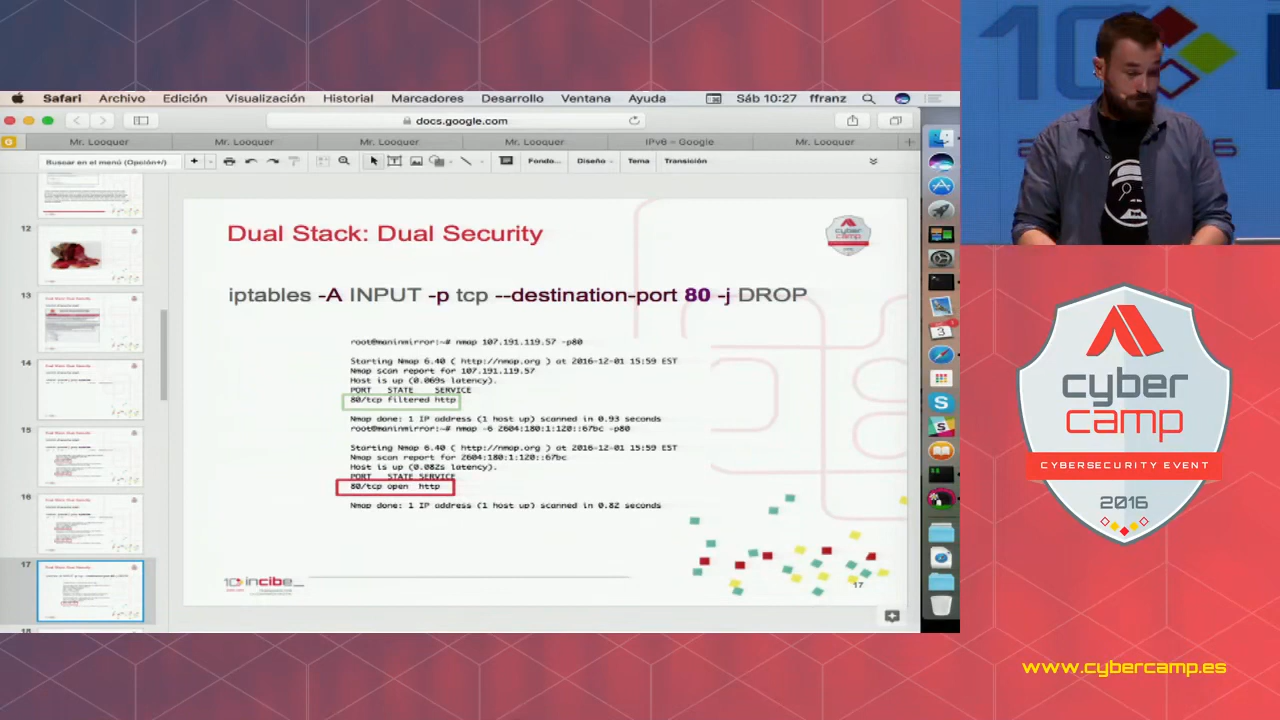 Safari Archivo Edición Visualización Historial Marcadores Desarrollo Ventana Ayuda Sáb 10:27 ffranz
docs.google.com
G Mr. Looquer Mr. Looquer Mr. Looquer Mr. Looquer IPv6 – Google Mr. Looquer
Buscar en el menú (Opción+/) Fondo... Diseño Tema Transición
12
13
14
15
16
17
Dual Stack: Dual Security
cyber
camp
iptables -A INPUT -p tcp --destination-port 80 -j DROP
root@maninmirror:~# nmap 107.191.119.57 -p80
Starting Nmap 6.40 ( http://nmap.org ) at 2016-12-01 15:59 EST
Nmap scan report for 107.191.119.57
Host is up (0.069s latency).
PORT STATE SERVICE
80/tcp filtered http
Nmap done: 1 IP address (1 host up) scanned in 0.93 seconds
root@maninmirror:~# nmap -6 2604:180:1:120::67bc -p80
Starting Nmap 6.40 ( http://nmap.org ) at 2016-12-01 15:59 EST
Nmap scan report for 2604:180:1:120::67bc
Host is up (0.082s latency).
PORT STATE SERVICE
80/tcp open http
Nmap done: 1 IP address (1 host up) scanned in 0.82 seconds
10 incibe_
17
3
10
cyber
camp
CYBERSECURITY EVENT
2016
www.cybercamp.es